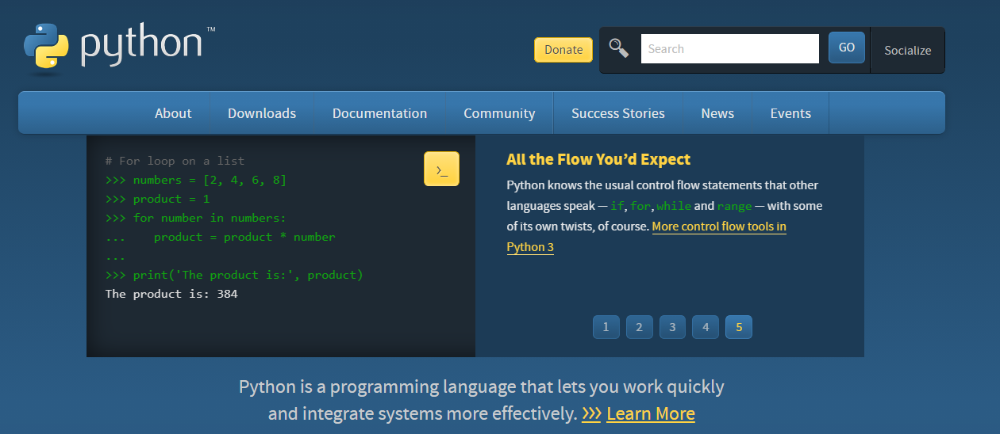 python™
Donate
Search
GO
Socialize
About Downloads Documentation Community Success Stories News Events
# For loop on a list
>>> numbers = [2, 4, 6, 8]
>>> product = 1
>>> for number in numbers:
...    product = product * number
...
>>> print('The product is:', product)
The product is: 384
>_
All the Flow You’d Expect
Python knows the usual control flow statements that other
languages speak — if, for, while and range — with some
of its own twists, of course. More control flow tools in
Python 3
1 2 3 4 5
Python is a programming language that lets you work quickly
and integrate systems more effectively. >>> Learn More